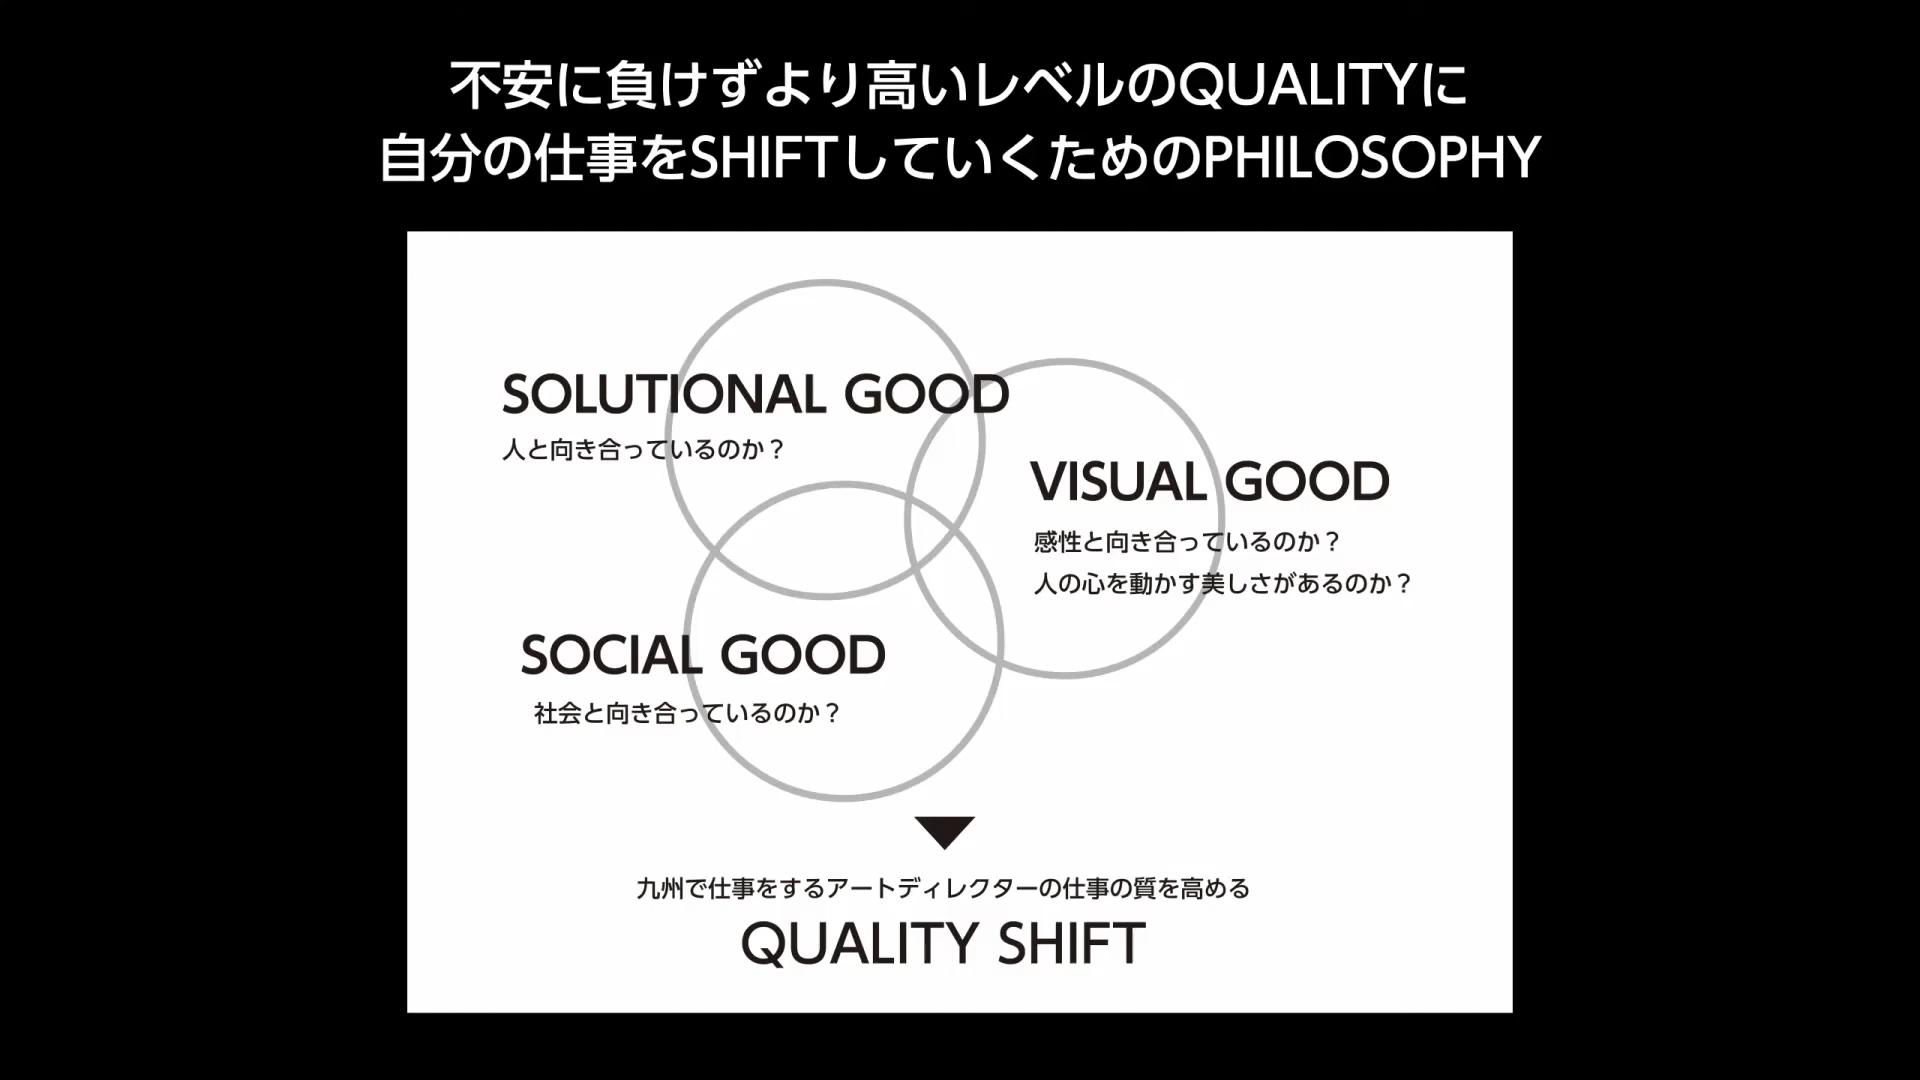 不安に負けずより高いレベルのQUALITYに
自分の仕事をSHIFTしていくためのPHILOSOPHY
SOLUTIONAL GOOD
人と向き合っているのか？
VISUAL GOOD
感性と向き合っているのか？
人の心を動かす美しさがあるのか？
SOCIAL GOOD
社会と向き合っているのか？
九州で仕事をするアートディレクターの仕事の質を高める
QUALITY SHIFT